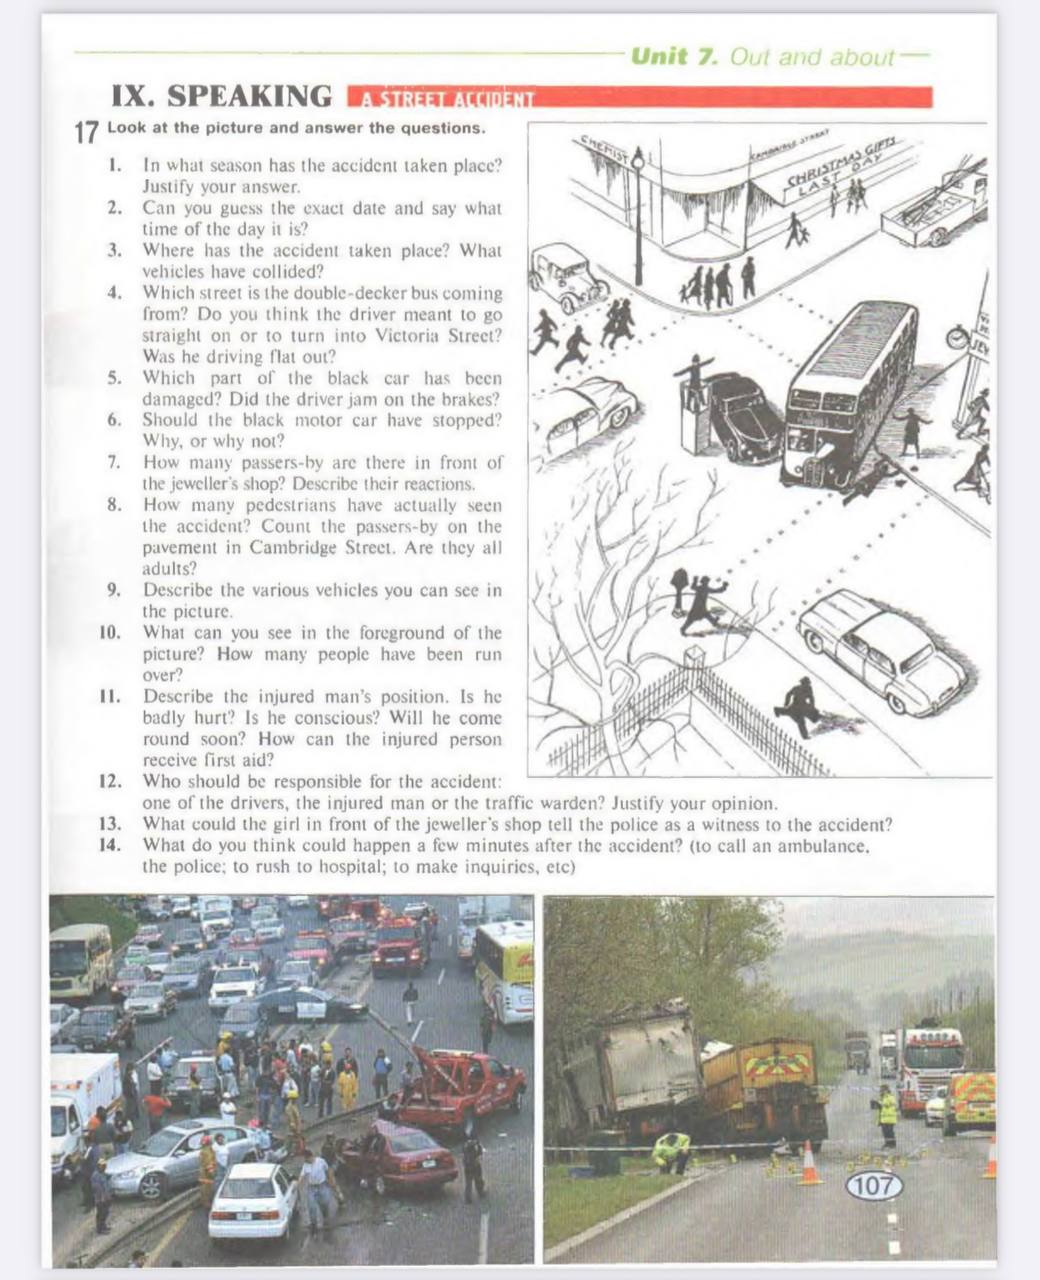 Unit 7. Out and about
IX. SPEAKING
A STREET ACCIDENT
17 Look at the picture and answer the questions.
1. In what season has the accident taken place?
Justify your answer.
2. Can you guess the exact date and say what
time of the day it is?
3. Where has the accident taken place? What
vehicles have collided?
4. Which street is the double-decker bus coming
from? Do you think the driver meant to go
straight on or to turn into Victoria Street?
Was he driving flat out?
5. Which part of the black car has been
damaged? Did the driver jam on the brakes?
6. Should the black motor car have stopped?
Why, or why not?
7. How many passers-by are there in front of
the jeweller's shop? Describe their reactions.
8. How many pedestrians have actually seen
the accident? Count the passers-by on the
pavement in Cambridge Street. Are they all
adults?
9. Describe the various vehicles you can see in
the picture.
10. What can you see in the foreground of the
picture? How many people have been run
over?
11. Describe the injured man's position. Is he
badly hurt? Is he conscious? Will he come
round soon? How can the injured person
receive first aid?
12. Who should be responsible for the accident:
one of the drivers, the injured man or the traffic warden? Justify your opinion.
13. What could the girl in front of the jeweller's shop tell the police as a witness to the accident?
14. What do you think could happen a few minutes after the accident? (to call an ambulance,
the police; to rush to hospital; to make inquiries, etc)
CHEMIST
CAMBRIDGE STREET
CHRISTMAS GIFTS
LAST DAY
JEW
107